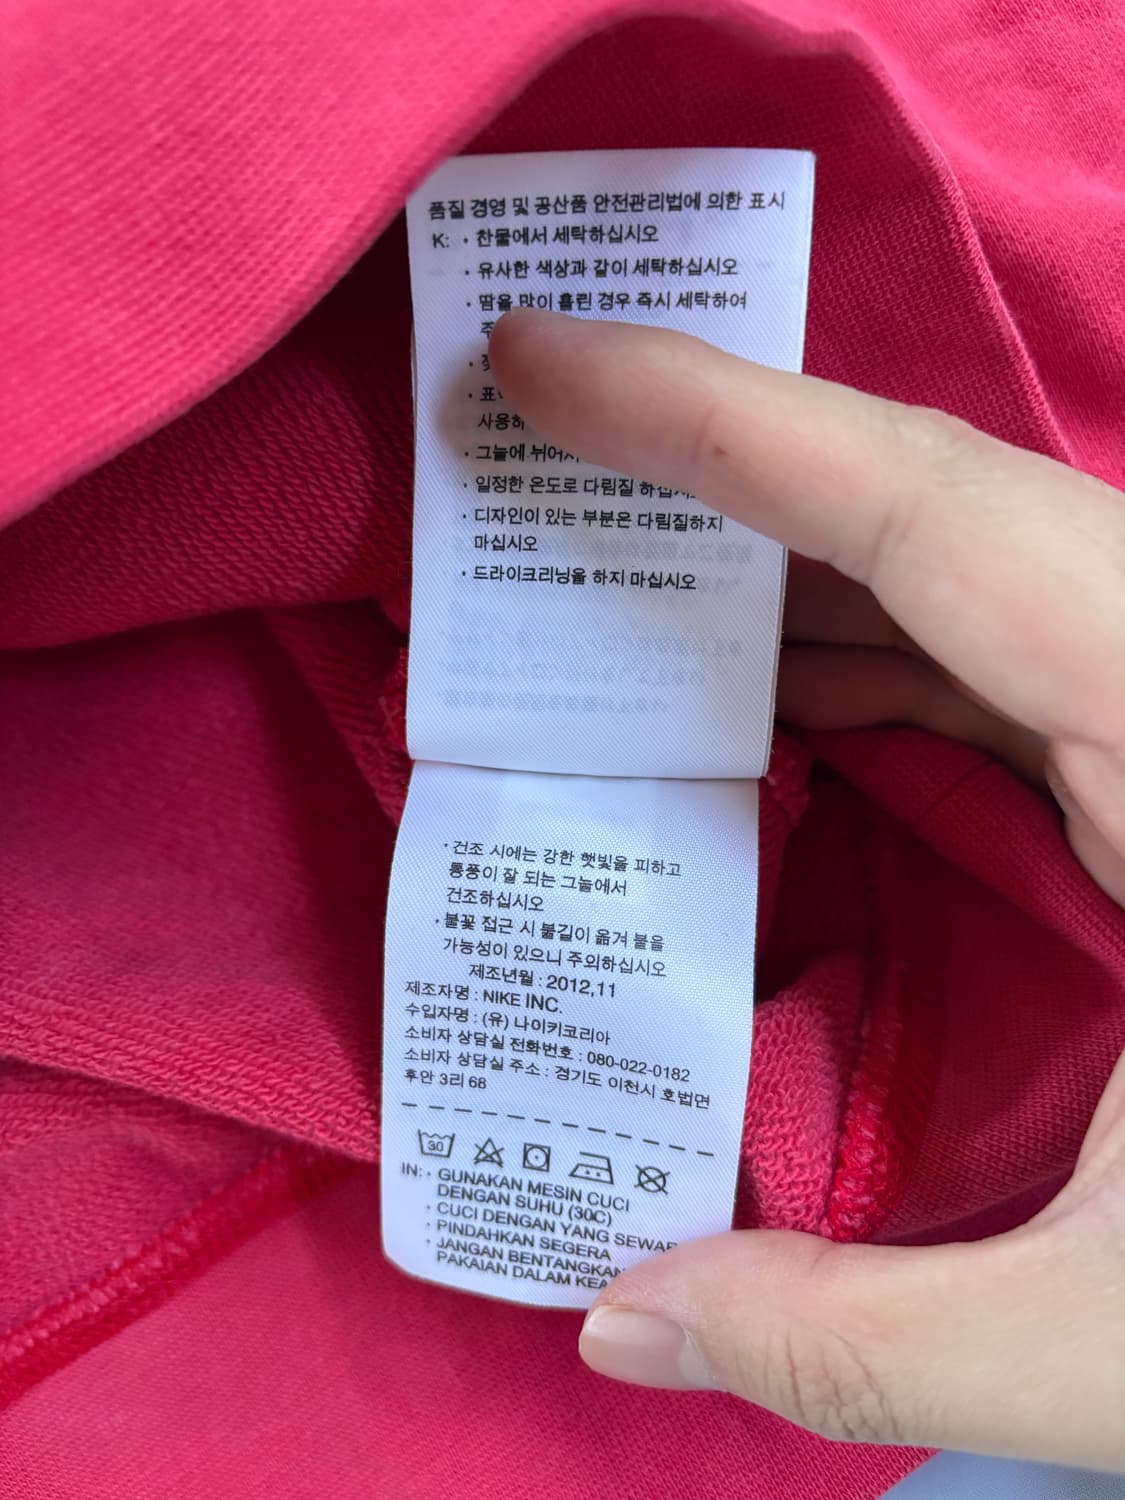 품질 경영 및 공산품 안전관리법에 의한 표시
K: • 찬물에서 세탁하십시오
• 유사한 색상과 같이 세탁하십시오
• 땀을 많이 흘린 경우 즉시 세탁하여
•
•
• 그늘에
• 일정한 온도로 다림질
• 디자인이 있는 부분은 다림질하지
마십시오
• 드라이크리닝을 하지 마십시오
• 건조 시에는 강한 햇빛을 피하고
통풍이 잘 되는 그늘에서
건조하십시오
• 불꽃 접근 시 불길이 옮겨 붙을
가능성이 있으니 주의하십시오
제조년월 : 2012,11
제조자명 : NIKE INC.
수입자명 : (유) 나이키코리아
소비자 상담실 전화번호 : 080-022-0182
소비자 상담실 주소 : 경기도 이천시 호법면
후안 3리 68
30
IN: • GUNAKAN MESIN CUCI
DENGAN SUHU (30C)
• CUCI DENGAN YANG
• PINDAHKAN SEGERA
• JANGAN BENTANGKAN
PAKAIAN DALAM